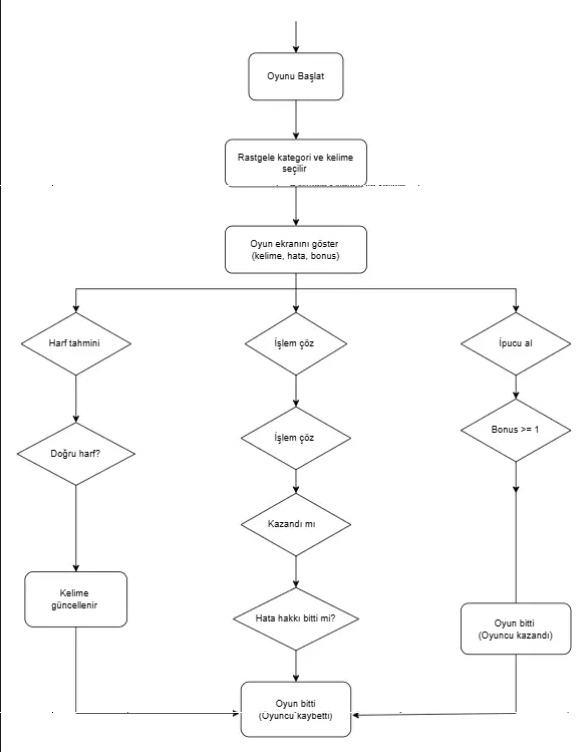 Oyunu Başlat
Rastgele kategori ve kelime
seçilir
Oyun ekranını göster
(kelime, hata, bonus)
Harf tahmini
İşlem çöz
İpucu al
Doğru harf?
İşlem çöz
Bonus >= 1
Kazandı mı
Kelime
güncellenir
Hata hakkı bitti mi?
Oyun bitti
(Oyuncu kazandı)
Oyun bitti
(Oyuncu kaybetti)